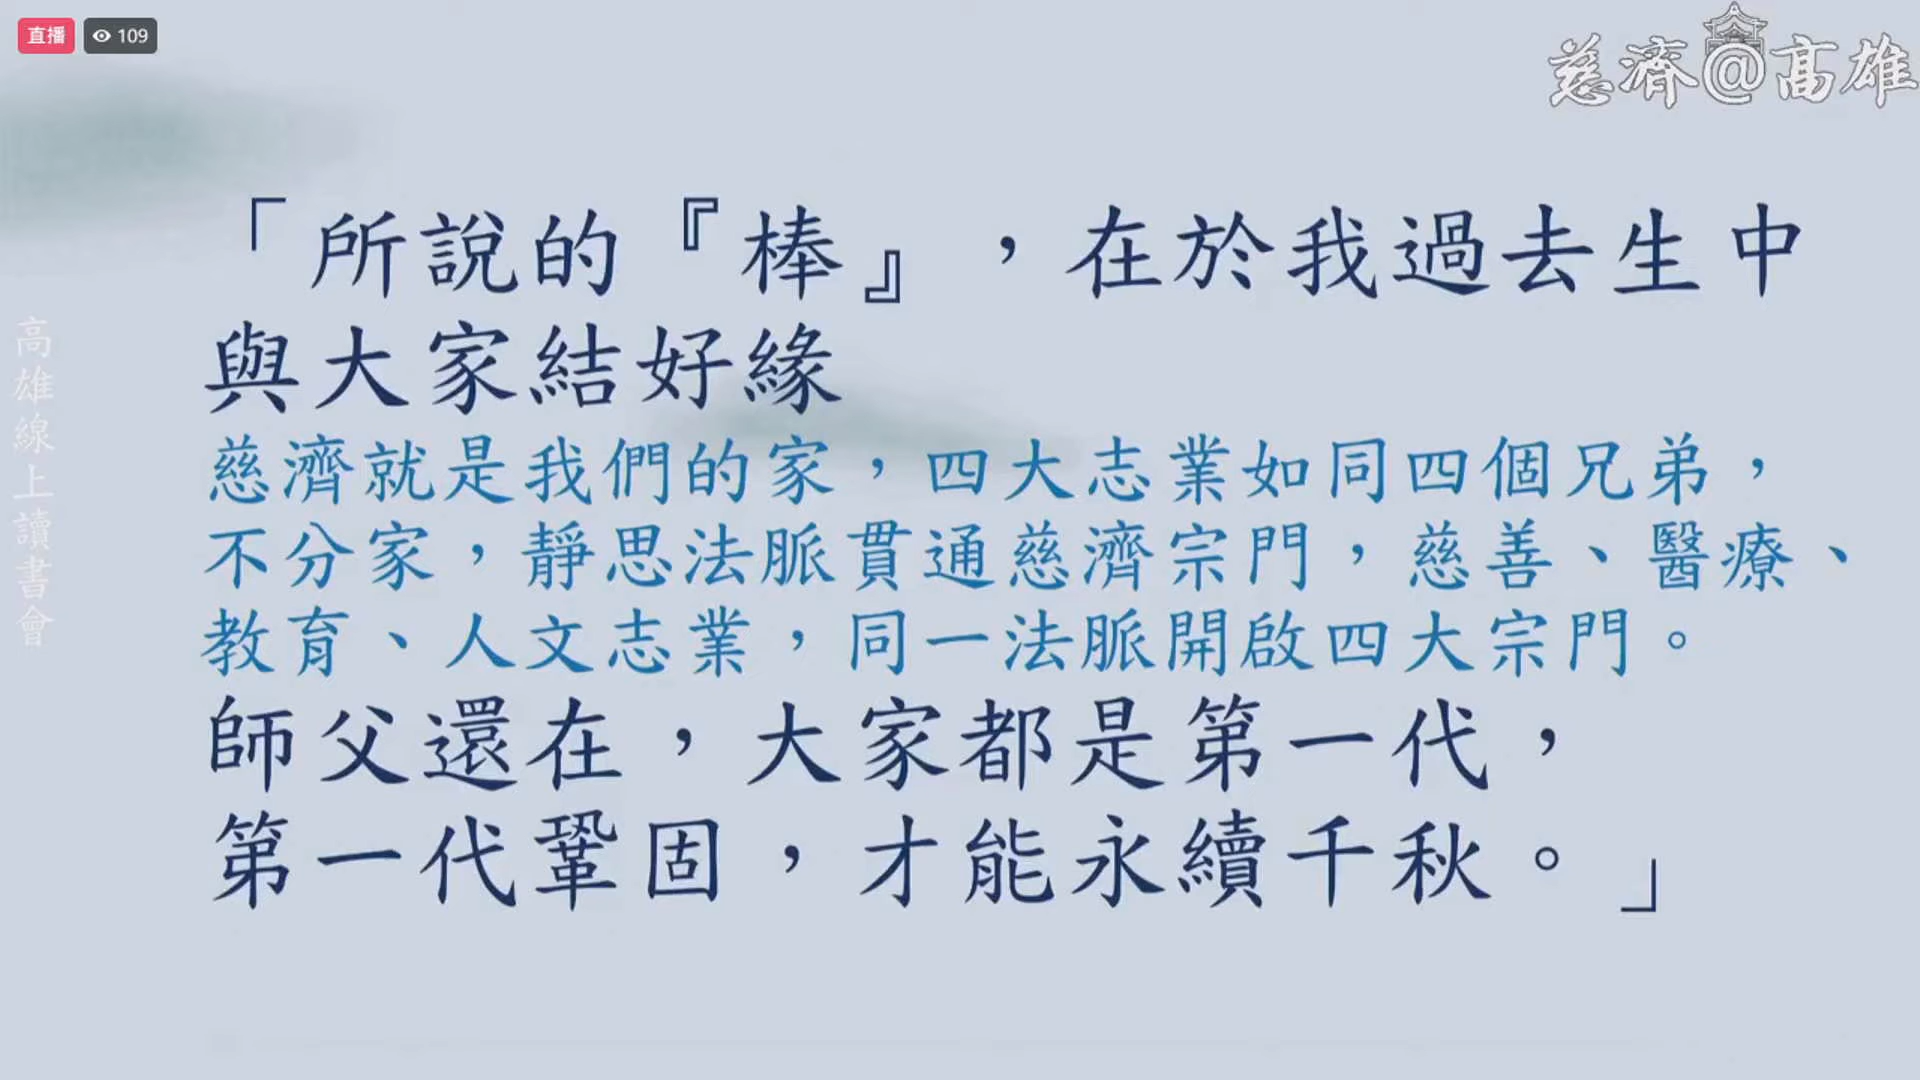 直播 109
慈濟@高雄
「所說的『棒』,在於我過去生中
與大家結好緣
慈濟就是我們的家,四大志業如同四個兄弟,
不分家,靜思法脈貫通慈濟宗門,慈善、醫療、
教育、人文志業,同一法脈開啟四大宗門。
師父還在,大家都是第一代,
第一代鞏固,才能永續千秋。」
高雄線上讀書會